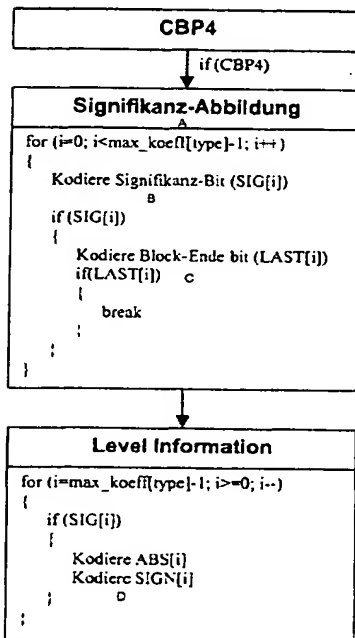 CBP4
if(CBP4)
Signifikanz-Abbildung
A
for (i=0; i<max_koeff[type]-1; i++)
{
Kodiere Signifikanz-Bit (SIG[i])
B
if(SIG[i])
{
Kodiere Block-Ende bit (LAST[i])
if(LAST[i]) C
{
break
}
}
}
Level Information
for (i=max_koeff[type]-1; i>=0; i--)
{
if(SIG[i])
{
Kodiere ABS[i]
Kodiere SIGN[i]
} D
}